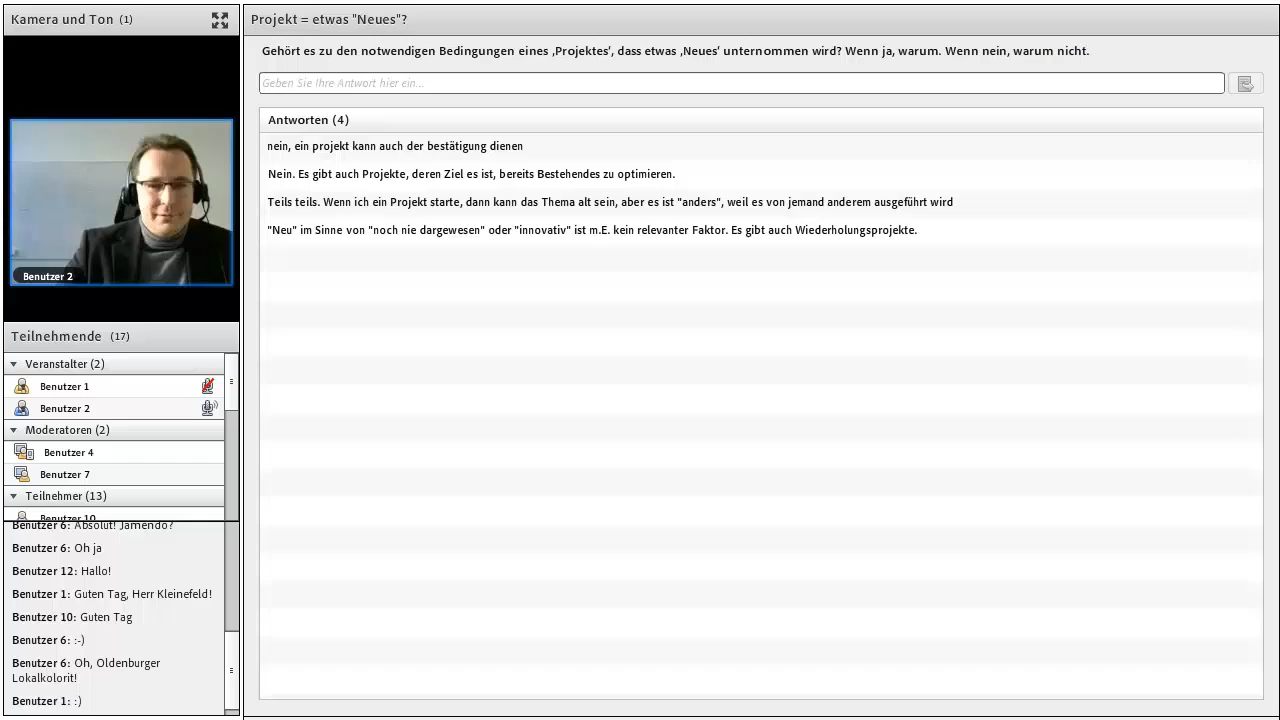 Kamera und Ton (1)
Benutzer 2
Teilnehmende (17)
Veranstalter (2)
Benutzer 1
Benutzer 2
Moderatoren (2)
Benutzer 4
Benutzer 7
Teilnehmer (13)
Benutzer 10
Benutzer 6: Absolut! Jamendo?
Benutzer 6: Oh ja
Benutzer 12: Hallo!
Benutzer 1: Guten Tag, Herr Kleinefeld!
Benutzer 10: Guten Tag
Benutzer 6: :-)
Benutzer 6: Oh, Oldenburger
Lokalkolorit!
Benutzer 1: :)
Projekt = etwas "Neues"?
Gehört es zu den notwendigen Bedingungen eines ‚Projektes‘, dass etwas ‚Neues‘ unternommen wird? Wenn ja, warum. Wenn nein, warum nicht.
Geben Sie Ihre Antwort hier ein...
Antworten (4)
nein, ein projekt kann auch der bestätigung dienen
Nein. Es gibt auch Projekte, deren Ziel es ist, bereits Bestehendes zu optimieren.
Teils teils. Wenn ich ein Projekt starte, dann kann das Thema alt sein, aber es ist "anders", weil es von jemand anderem ausgeführt wird
"Neu" im Sinne von "noch nie dargewesen" oder "innovativ" ist m.E. kein relevanter Faktor. Es gibt auch Wiederholungsprojekte.